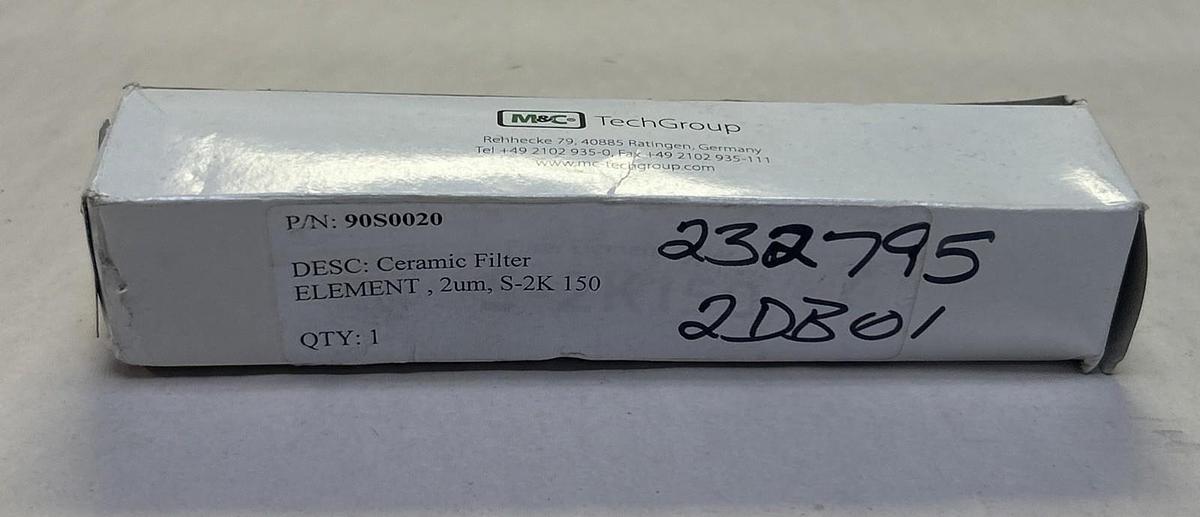 M&C TechGroup
Rehhecke 79, 40885 Ratingen, Germany
Tel +49 2102 935-0, Fax +49 2102 935-111
www.mc-techgroup.com
P/N: 90S0020
DESC: Ceramic Filter
ELEMENT , 2um, S-2K 150
QTY: 1
232795
2DB01